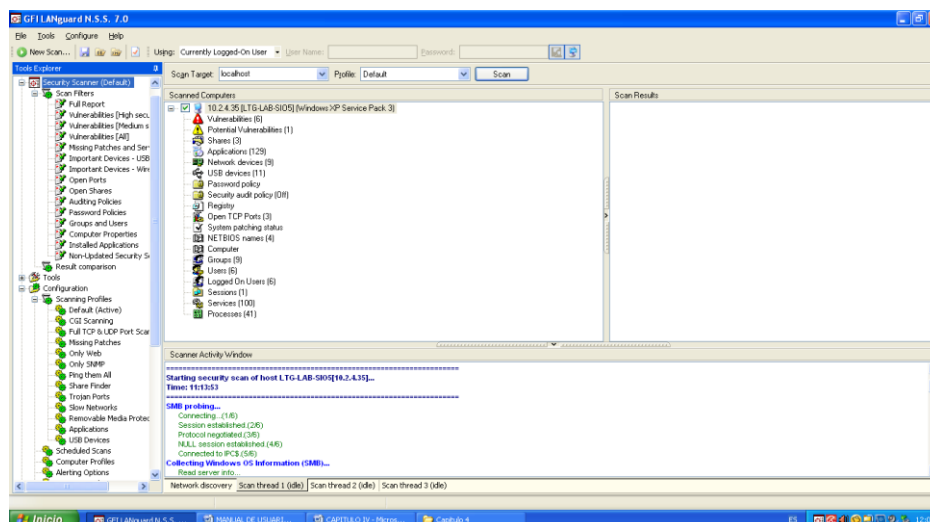 GFI LANguard N.S.S. 7.0
File Tools Configure Help
New Scan... Using: Currently Logged-On User User Name: Password:
Tools Explorer
Security Scanner (Default)
Scan Filters
Full Report
Vulnerabilities [High secu
Vulnerabilities [Medium s
Vulnerabilities [All]
Missing Patches and Ser
Important Devices - USB
Important Devices - Wire
Open Ports
Open Shares
Auditing Policies
Password Policies
Groups and Users
Computer Properties
Installed Applications
Non-Updated Security S
Result comparison
Tools
Configuration
Scanning Profiles
Default (Active)
CGI Scanning
Full TCP & UDP Port Scar
Missing Patches
Only Web
Only SNMP
Ping them All
Share Finder
Trojan Ports
Slow Networks
Removable Media Protec
Applications
USB Devices
Scheduled Scans
Computer Profiles
Alerting Options
Scan Target: localhost Profile: Default Scan
Scanned Computers
10.2.4.35 [LTG-LAB-SIO5] (Windows XP Service Pack 3)
Vulnerabilities (6)
Potential Vulnerabilities (1)
Shares (3)
Applications (129)
Network devices (9)
USB devices (11)
Password policy
Security audit policy (Off)
Registry
Open TCP Ports (3)
System patching status
NETBIOS names (4)
Computer
Groups (9)
Users (6)
Logged On Users (6)
Sessions (1)
Services (100)
Processes (41)
Scan Results
Scanner Activity Window
Starting security scan of host LTG-LAB-SIO5[10.2.4.35]...
Time: 11:13:53
SMB probing...
Connecting...(1/6)
Session established.(2/6)
Protocol negotiated.(3/6)
NULL session established.(4/6)
Connected to IPC$.(5/6)
Collecting Windows OS Information (SMB)...
Read server info...
Network discovery Scan thread 1 (idle) Scan thread 2 (idle) Scan thread 3 (idle)
Inicio GFI LANguard N.S.S. ... MANUAL DE USUARI... CAPITULO IV - Micros... Capitulo 4 ES